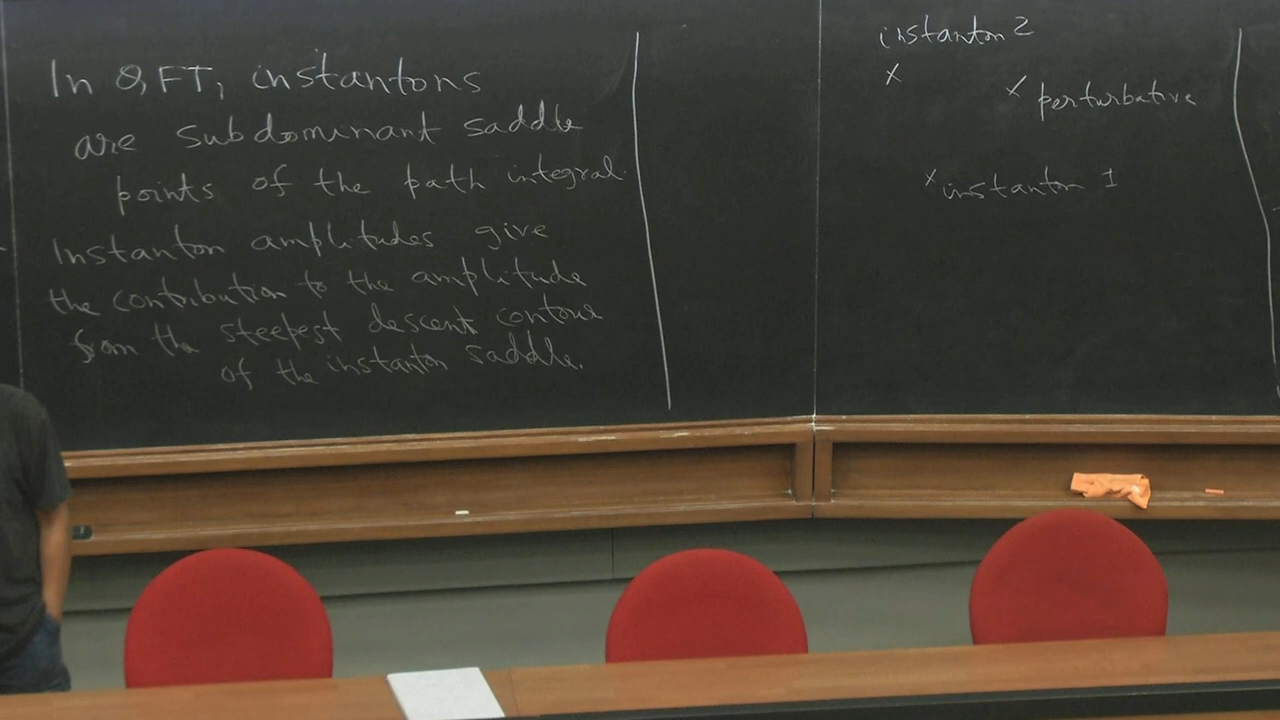 In QFT, instantons
are subdominant saddle
points of the path integral.
Instanton amplitudes give
the contribution to the amplitude
from the steepest descent contour
of the instanton saddle.
instanton 2
x
x perturbative
x instanton 1